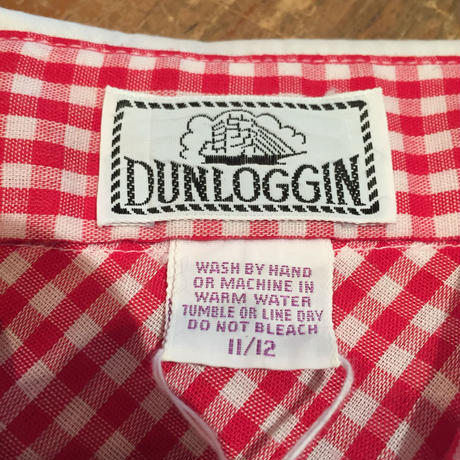 DUNLOGGIN
WASH BY HAND
OR MACHINE IN
WARM WATER
TUMBLE OR LINE DRY
DO NOT BLEACH
11/12